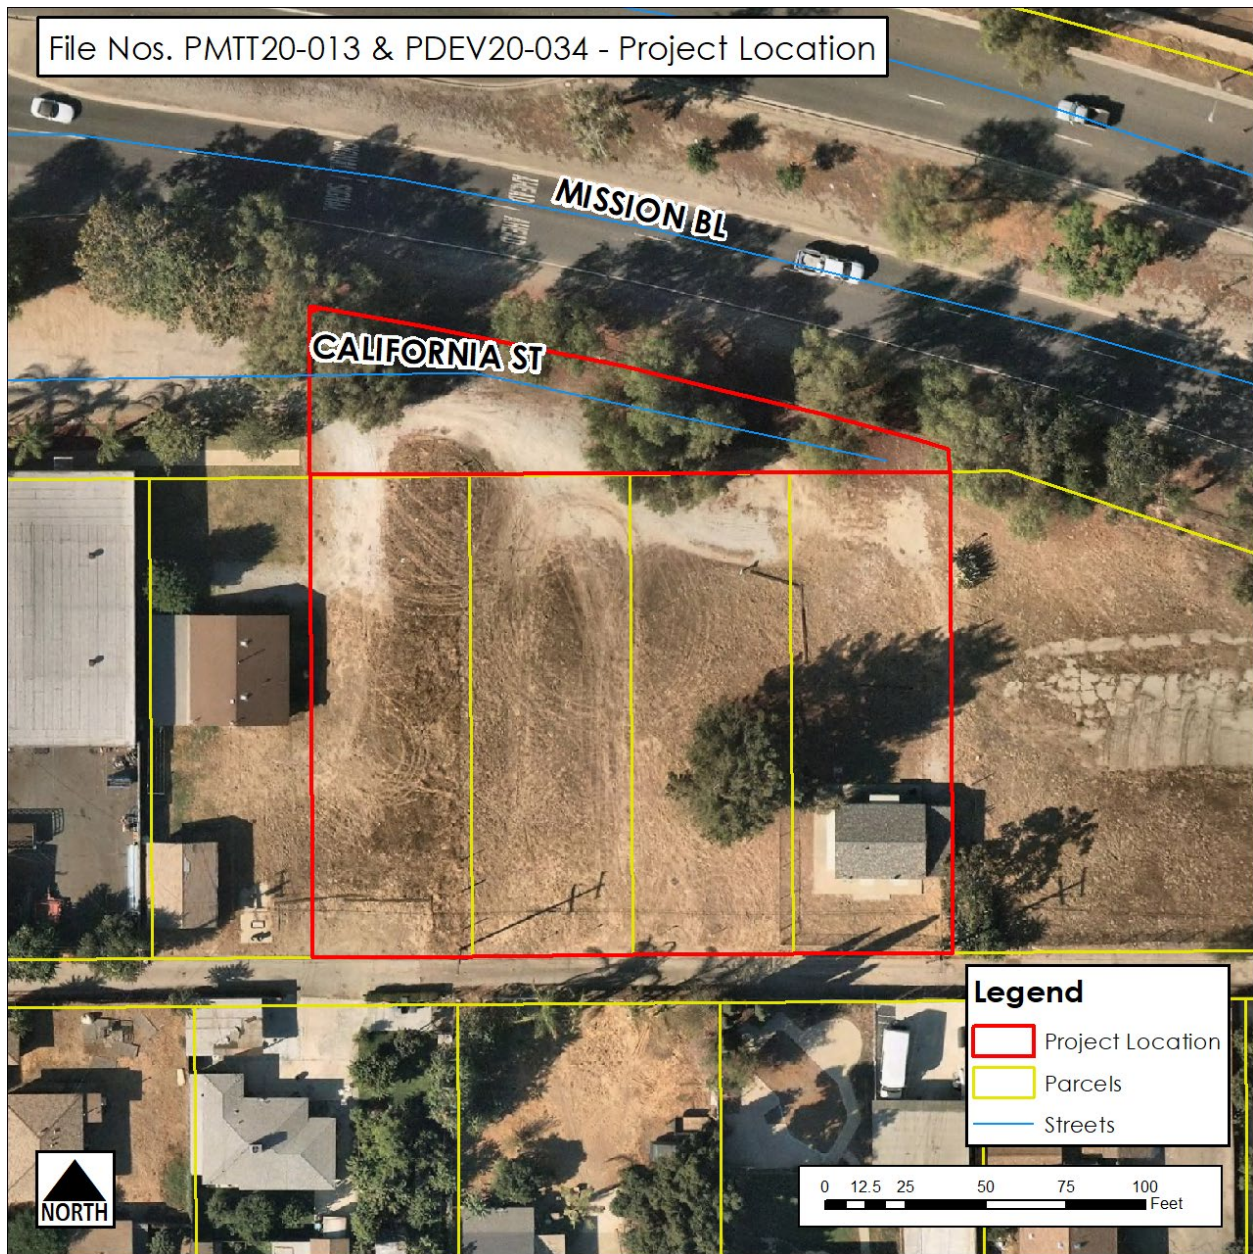 File Nos. PMTT20-013 & PDEV20-034 - Project Location
MISSION BL
CALIFORNIA ST
Legend
Project Location
Parcels
Streets
0 12.5 25 50 75 100
Feet
NORTH